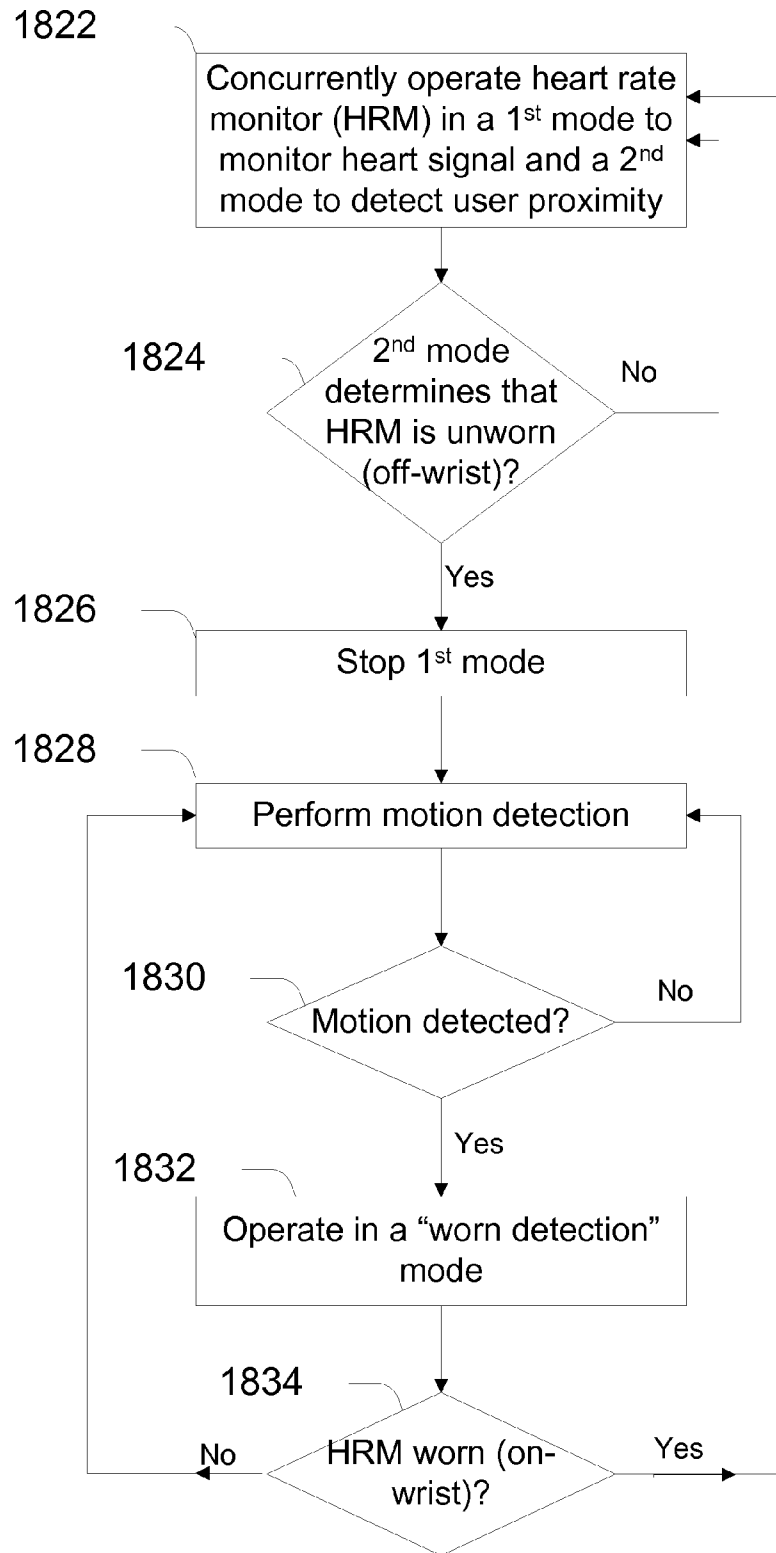 1822
Concurrently operate heart rate
monitor (HRM) in a 1st mode to
monitor heart signal and a 2nd
mode to detect user proximity
1824
2nd mode
determines that
HRM is unworn
(off-wrist)?
No
Yes
1826
Stop 1st mode
1828
Perform motion detection
1830
Motion detected?
No
Yes
1832
Operate in a “worn detection”
mode
1834
HRM worn (on-
wrist)?
No
Yes